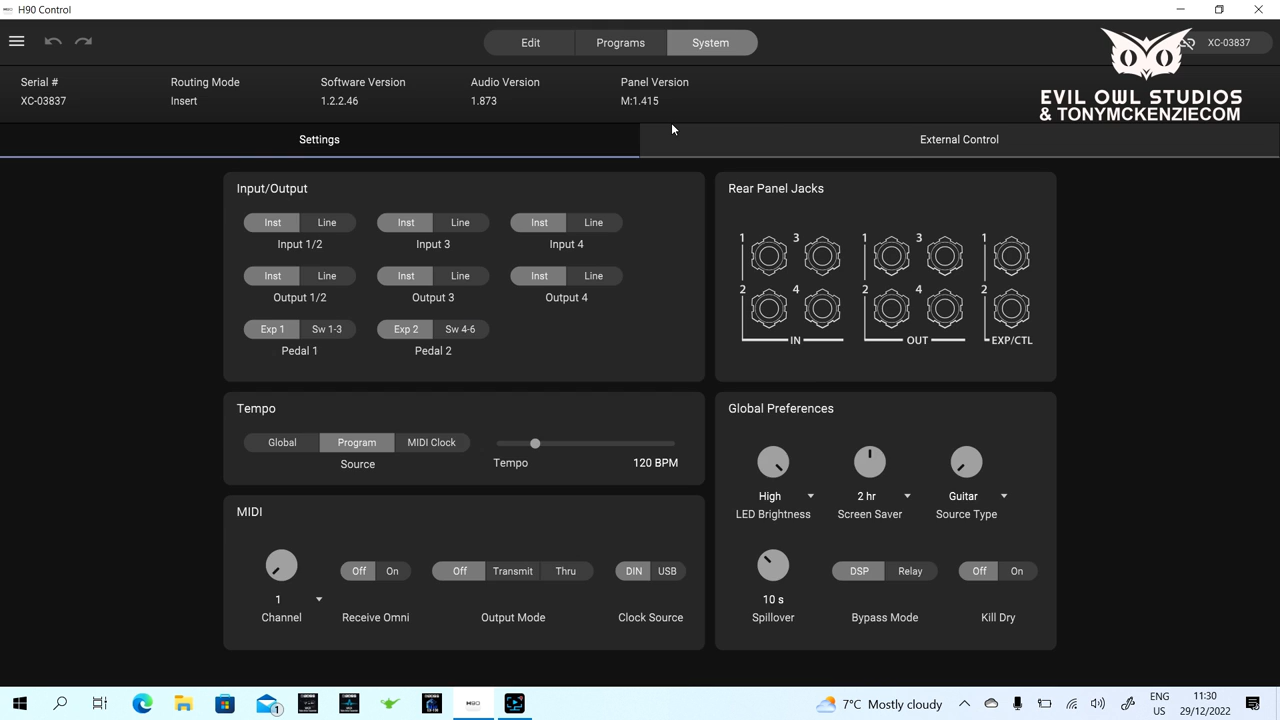 H90 Control
Edit Programs System XC-03837
Serial # Routing Mode Software Version Audio Version Panel Version
XC-03837 Insert 1.2.2.46 1.873 M:1.415
EVIL OWL STUDIOS
& TONYMCKENZIECOM
Settings External Control
Input/Output
Inst Line Inst Line Inst Line
Input 1/2 Input 3 Input 4
Inst Line Inst Line Inst Line
Output 1/2 Output 3 Output 4
Exp 1 Sw 1-3 Exp 2 Sw 4-6
Pedal 1 Pedal 2
Rear Panel Jacks
1 3 1 3 1
2 4 2 4 2
IN OUT EXP/CTL
Tempo
Global Program MIDI Clock
Source Tempo 120 BPM
MIDI
Off On Off Transmit Thru DIN USB
1
Channel Receive Omni Output Mode Clock Source
Global Preferences
High 2 hr Guitar
LED Brightness Screen Saver Source Type
DSP Relay Off On
10 s
Spillover Bypass Mode Kill Dry
H90
1
7°C Mostly cloudy
ENG
US
11:30
29/12/2022